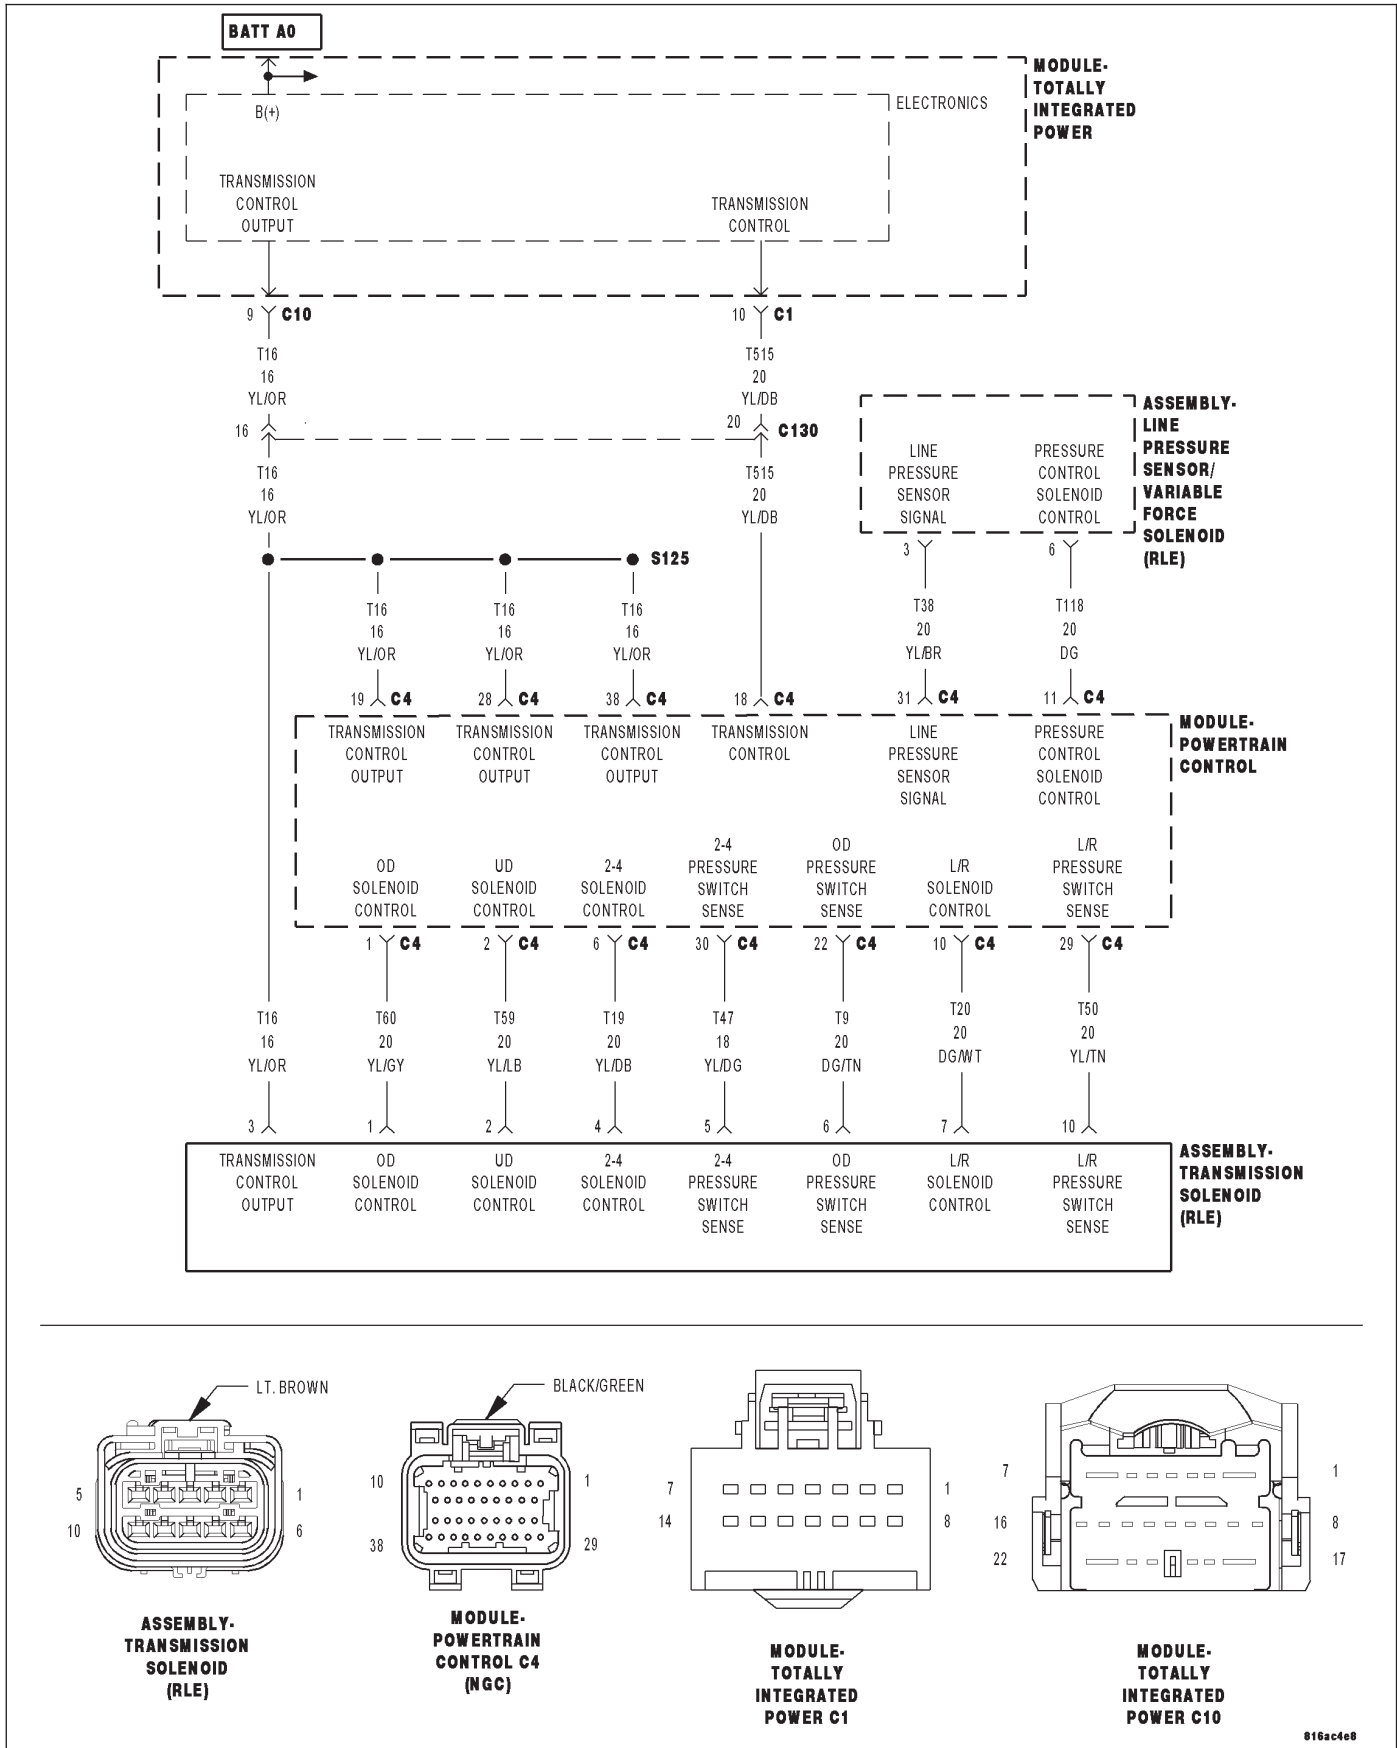 BATT A0
MODULE-
TOTALLY
INTEGRATED
POWER
ELECTRONICS
B(+)
TRANSMISSION
CONTROL
OUTPUT
TRANSMISSION
CONTROL
9 C10
10 C1
T16
16
YL/OR
T515
20
YL/DB
16
20 C130
T16
16
YL/OR
T515
20
YL/DB
ASSEMBLY-
LINE
PRESSURE
SENSOR/
VARIABLE
FORCE
SOLENOID
(RLE)
LINE
PRESSURE
SENSOR
SIGNAL
PRESSURE
CONTROL
SOLENOID
CONTROL
3
6
S125
T16
16
YL/OR
T16
16
YL/OR
T16
16
YL/OR
T38
20
YL/BR
T118
20
DG
19 C4
28 C4
38 C4
18 C4
31 C4
11 C4
MODULE-
POWERTRAIN
CONTROL
TRANSMISSION
CONTROL
OUTPUT
TRANSMISSION
CONTROL
OUTPUT
TRANSMISSION
CONTROL
OUTPUT
TRANSMISSION
CONTROL
LINE
PRESSURE
SENSOR
SIGNAL
PRESSURE
CONTROL
SOLENOID
CONTROL
OD
SOLENOID
CONTROL
UD
SOLENOID
CONTROL
2-4
SOLENOID
CONTROL
2-4
PRESSURE
SWITCH
SENSE
OD
PRESSURE
SWITCH
SENSE
L/R
SOLENOID
CONTROL
L/R
PRESSURE
SWITCH
SENSE
1 C4
2 C4
6 C4
30 C4
22 C4
10 C4
29 C4
T16
16
YL/OR
T60
20
YL/GY
T59
20
YL/LB
T19
20
YL/DB
T47
18
YL/DG
T9
20
DG/TN
T20
20
DG/WT
T50
20
YL/TN
3
1
2
4
5
6
7
10
TRANSMISSION
CONTROL
OUTPUT
OD
SOLENOID
CONTROL
UD
SOLENOID
CONTROL
2-4
SOLENOID
CONTROL
2-4
PRESSURE
SWITCH
SENSE
OD
PRESSURE
SWITCH
SENSE
L/R
SOLENOID
CONTROL
L/R
PRESSURE
SWITCH
SENSE
ASSEMBLY-
TRANSMISSION
SOLENOID
(RLE)
LT. BROWN
5
1
10
6
ASSEMBLY-
TRANSMISSION
SOLENOID
(RLE)
BLACK/GREEN
10
1
38
29
MODULE-
POWERTRAIN
CONTROL C4
(NGC)
7
1
14
8
MODULE-
TOTALLY
INTEGRATED
POWER C1
7
1
16
8
22
17
MODULE-
TOTALLY
INTEGRATED
POWER C10
816ac4e8